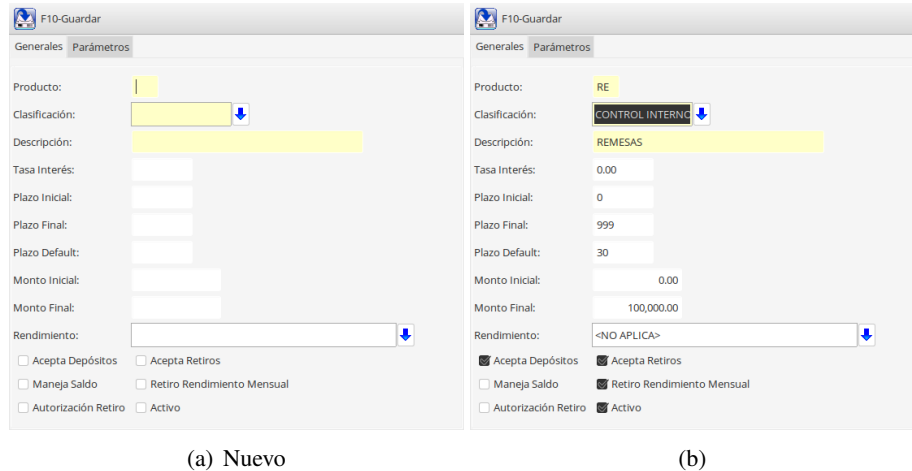 F10-Guardar
Generales Parámetros
Producto:
Clasificación:
Descripción:
Tasa Interés:
Plazo Inicial:
Plazo Final:
Plazo Default:
Monto Inicial:
Monto Final:
Rendimiento:
Acepta Depósitos Acepta Retiros
Maneja Saldo Retiro Rendimiento Mensual
Autorización Retiro Activo
(a) Nuevo
F10-Guardar
Generales Parámetros
Producto: RE
Clasificación: CONTROL INTERNO
Descripción: REMESAS
Tasa Interés: 0.00
Plazo Inicial: 0
Plazo Final: 999
Plazo Default: 30
Monto Inicial: 0.00
Monto Final: 100,000.00
Rendimiento: <NO APLICA>
Acepta Depósitos Acepta Retiros
Maneja Saldo Retiro Rendimiento Mensual
Autorización Retiro Activo
(b)